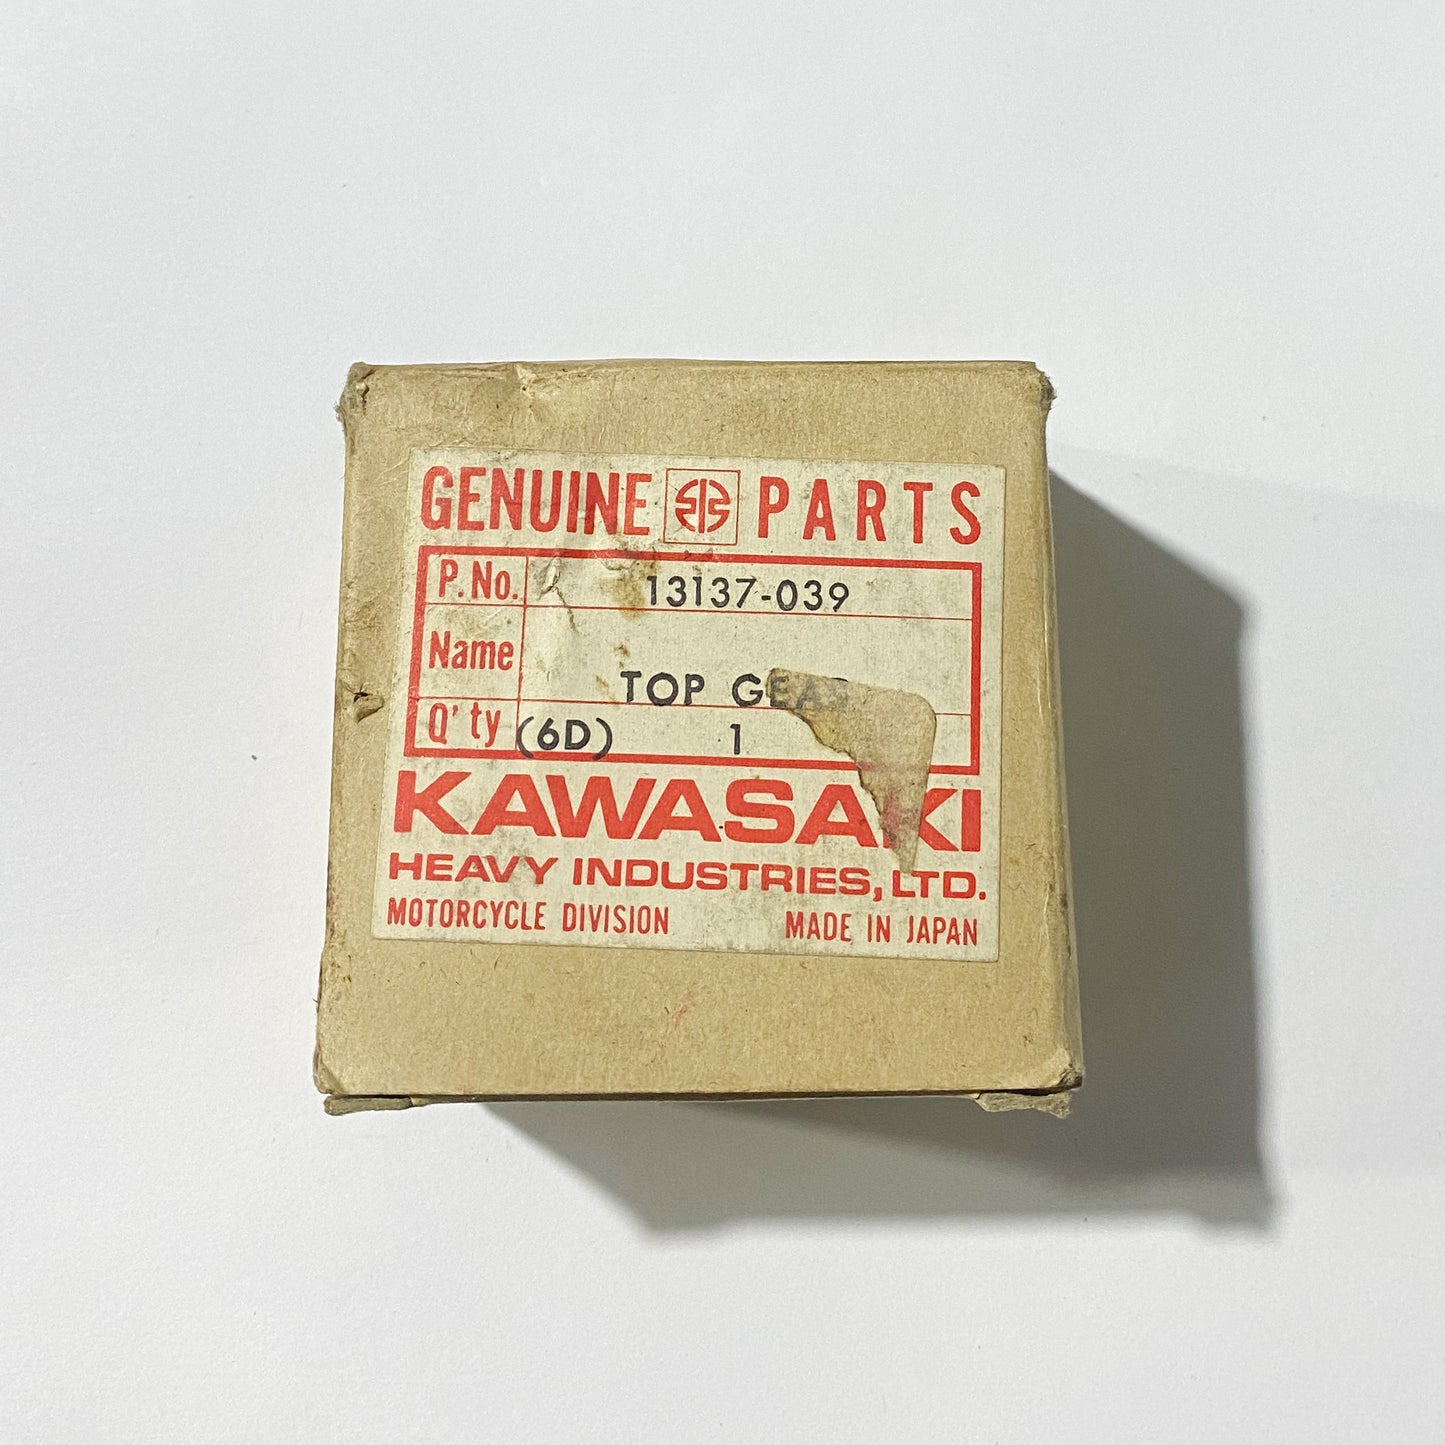 GENUINE PARTS
P.No. 13137-039
Name TOP GEAR
Q'ty (6D) 1
KAWASAKI
HEAVY INDUSTRIES, LTD.
MOTORCYCLE DIVISION MADE IN JAPAN